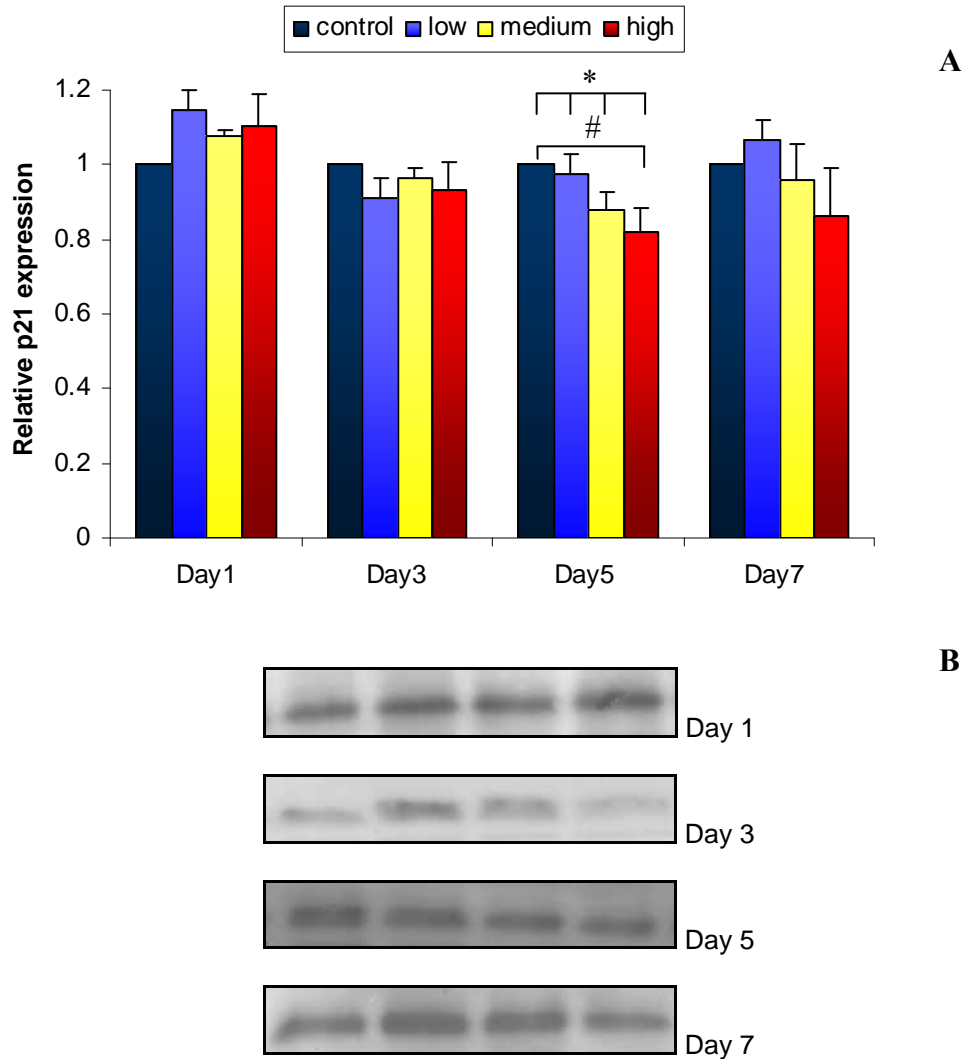 control low medium high
A
1.2
1
0.8
0.6
0.4
0.2
0
Relative p21 expression
*
#
Day1 Day3 Day5 Day7
B
Day 1
Day 3
Day 5
Day 7